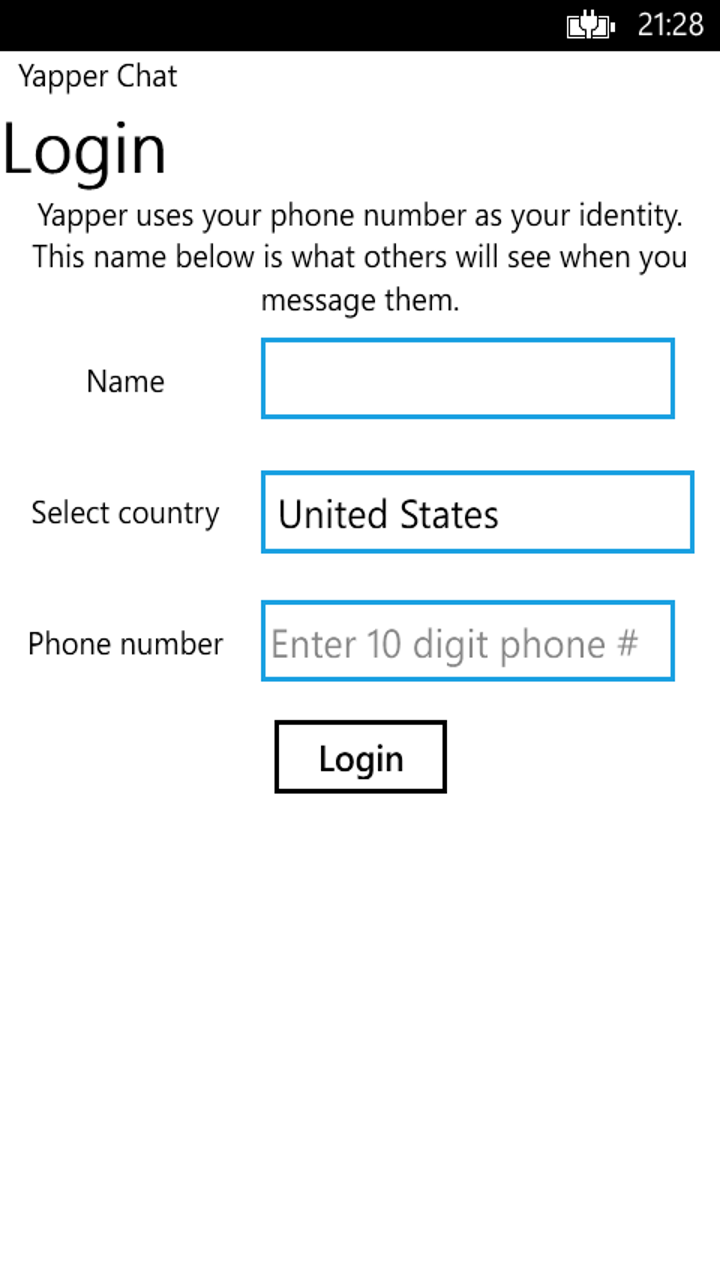 21:28
Yapper Chat
Login
Yapper uses your phone number as your identity.
This name below is what others will see when you
message them.
Name
Select country
United States
Phone number
Enter 10 digit phone #
Login